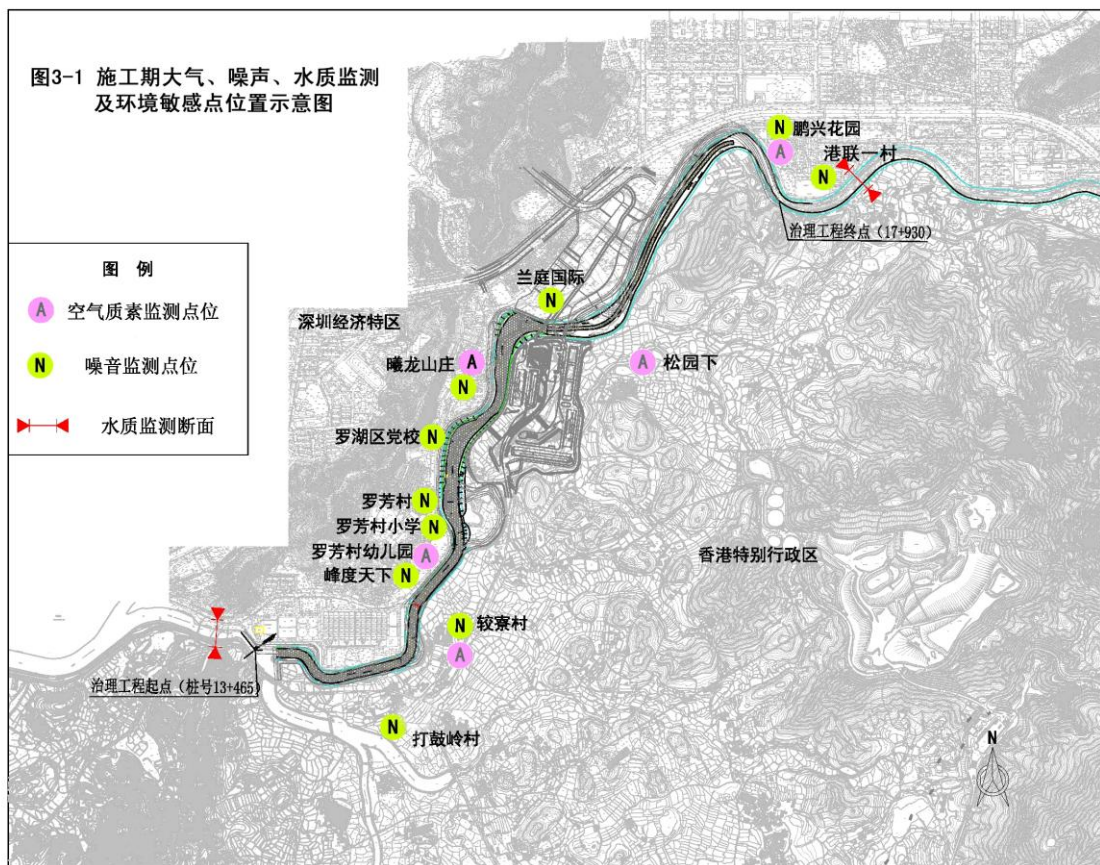 图3-1 施工期大气、噪声、水质监测
及环境敏感点位置示意图
N 鹏兴花园
A
港联一村
N
治理工程终点（17+930）
图 例
A 空气质素监测点位
N 噪音监测点位
水质监测断面
兰庭国际
N
深圳经济特区
曦龙山庄 A
N
A 松园下
罗湖区党校 N
罗芳村 N
罗芳村小学 N
罗芳村幼儿园 A
峰度天下 N
香港特别行政区
N 较寮村
A
治理工程起点（桩号13+465）
N 打鼓岭村
N